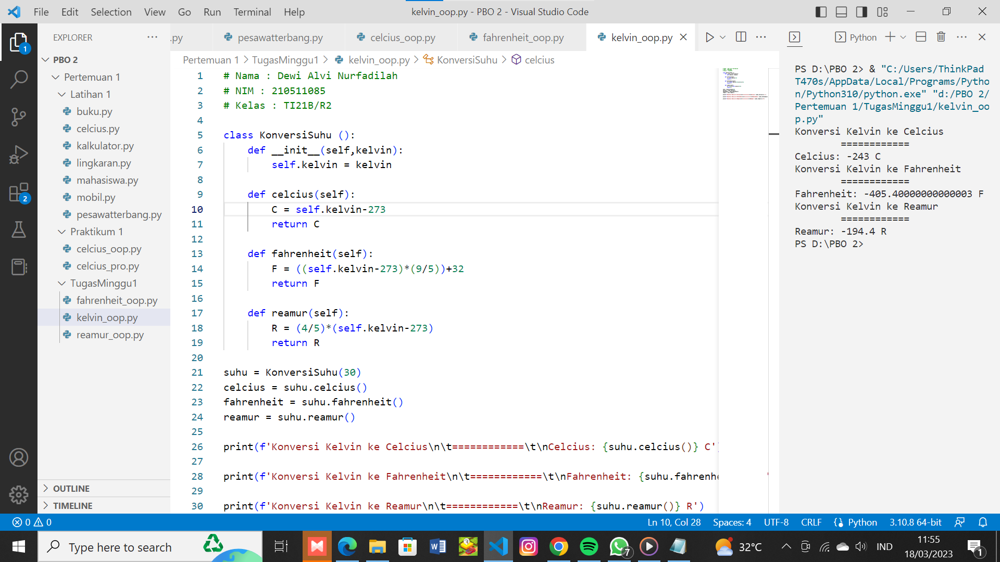 File Edit Selection View Go Run Terminal Help
kelvin_oop.py - PBO 2 - Visual Studio Code
EXPLORER
.py
pesawatterbang.py
celcius_oop.py
fahrenheit_oop.py
kelvin_oop.py
Python
1
PBO 2
Pertemuan 1
Latihan 1
buku.py
celcius.py
kalkulator.py
lingkaran.py
mahasiswa.py
mobil.py
pesawatterbang.py
Praktikum 1
celcius_oop.py
celcius_pro.py
TugasMinggu1
fahrenheit_oop.py
kelvin_oop.py
reamur_oop.py
OUTLINE
TIMELINE
2
Pertemuan 1 > TugasMinggu1 > kelvin_oop.py > KonversiSuhu > celcius
1 # Nama : Dewi Alvi Nurfadilah
2 # NIM : 210511085
3 # Kelas : TI21B/R2
4
5 class KonversiSuhu ():
6     def __init__(self,kelvin):
7         self.kelvin = kelvin
8
9     def celcius(self):
10         C = self.kelvin-273
11         return C
12
13     def fahrenheit(self):
14         F = ((self.kelvin-273)*(9/5))+32
15         return F
16
17     def reamur(self):
18         R = (4/5)*(self.kelvin-273)
19         return R
20
21 suhu = KonversiSuhu(30)
22 celcius = suhu.celcius()
23 fahrenheit = suhu.fahrenheit()
24 reamur = suhu.reamur()
25
26 print(f'Konversi Kelvin ke Celcius\n\t============\t\nCelcius: {suhu.celcius()} C'
27
28 print(f'Konversi Kelvin ke Fahrenheit\n\t============\t\nFahrenheit: {suhu.fahrenhe
29
30 print(f'Konversi Kelvin ke Reamur\n\t============\t\nReamur: {suhu.reamur()} R')
PS D:\PBO 2> & "C:/Users/ThinkPad
T470s/AppData/Local/Programs/Pytho
n/Python310/python.exe" "d:/PBO 2/
Pertemuan 1/TugasMinggu1/kelvin_oo
p.py"
Konversi Kelvin ke Celcius
        ============
Celcius: -243 C
Konversi Kelvin ke Fahrenheit
        ============
Fahrenheit: -405.40000000000003 F
Konversi Kelvin ke Reamur
        ============
Reamur: -194.4 R
PS D:\PBO 2>
0 0
Ln 10, Col 28 Spaces: 4 UTF-8 CRLF Python 3.10.8 64-bit
Type here to search
7
32°C
IND
11:55
18/03/2023
1